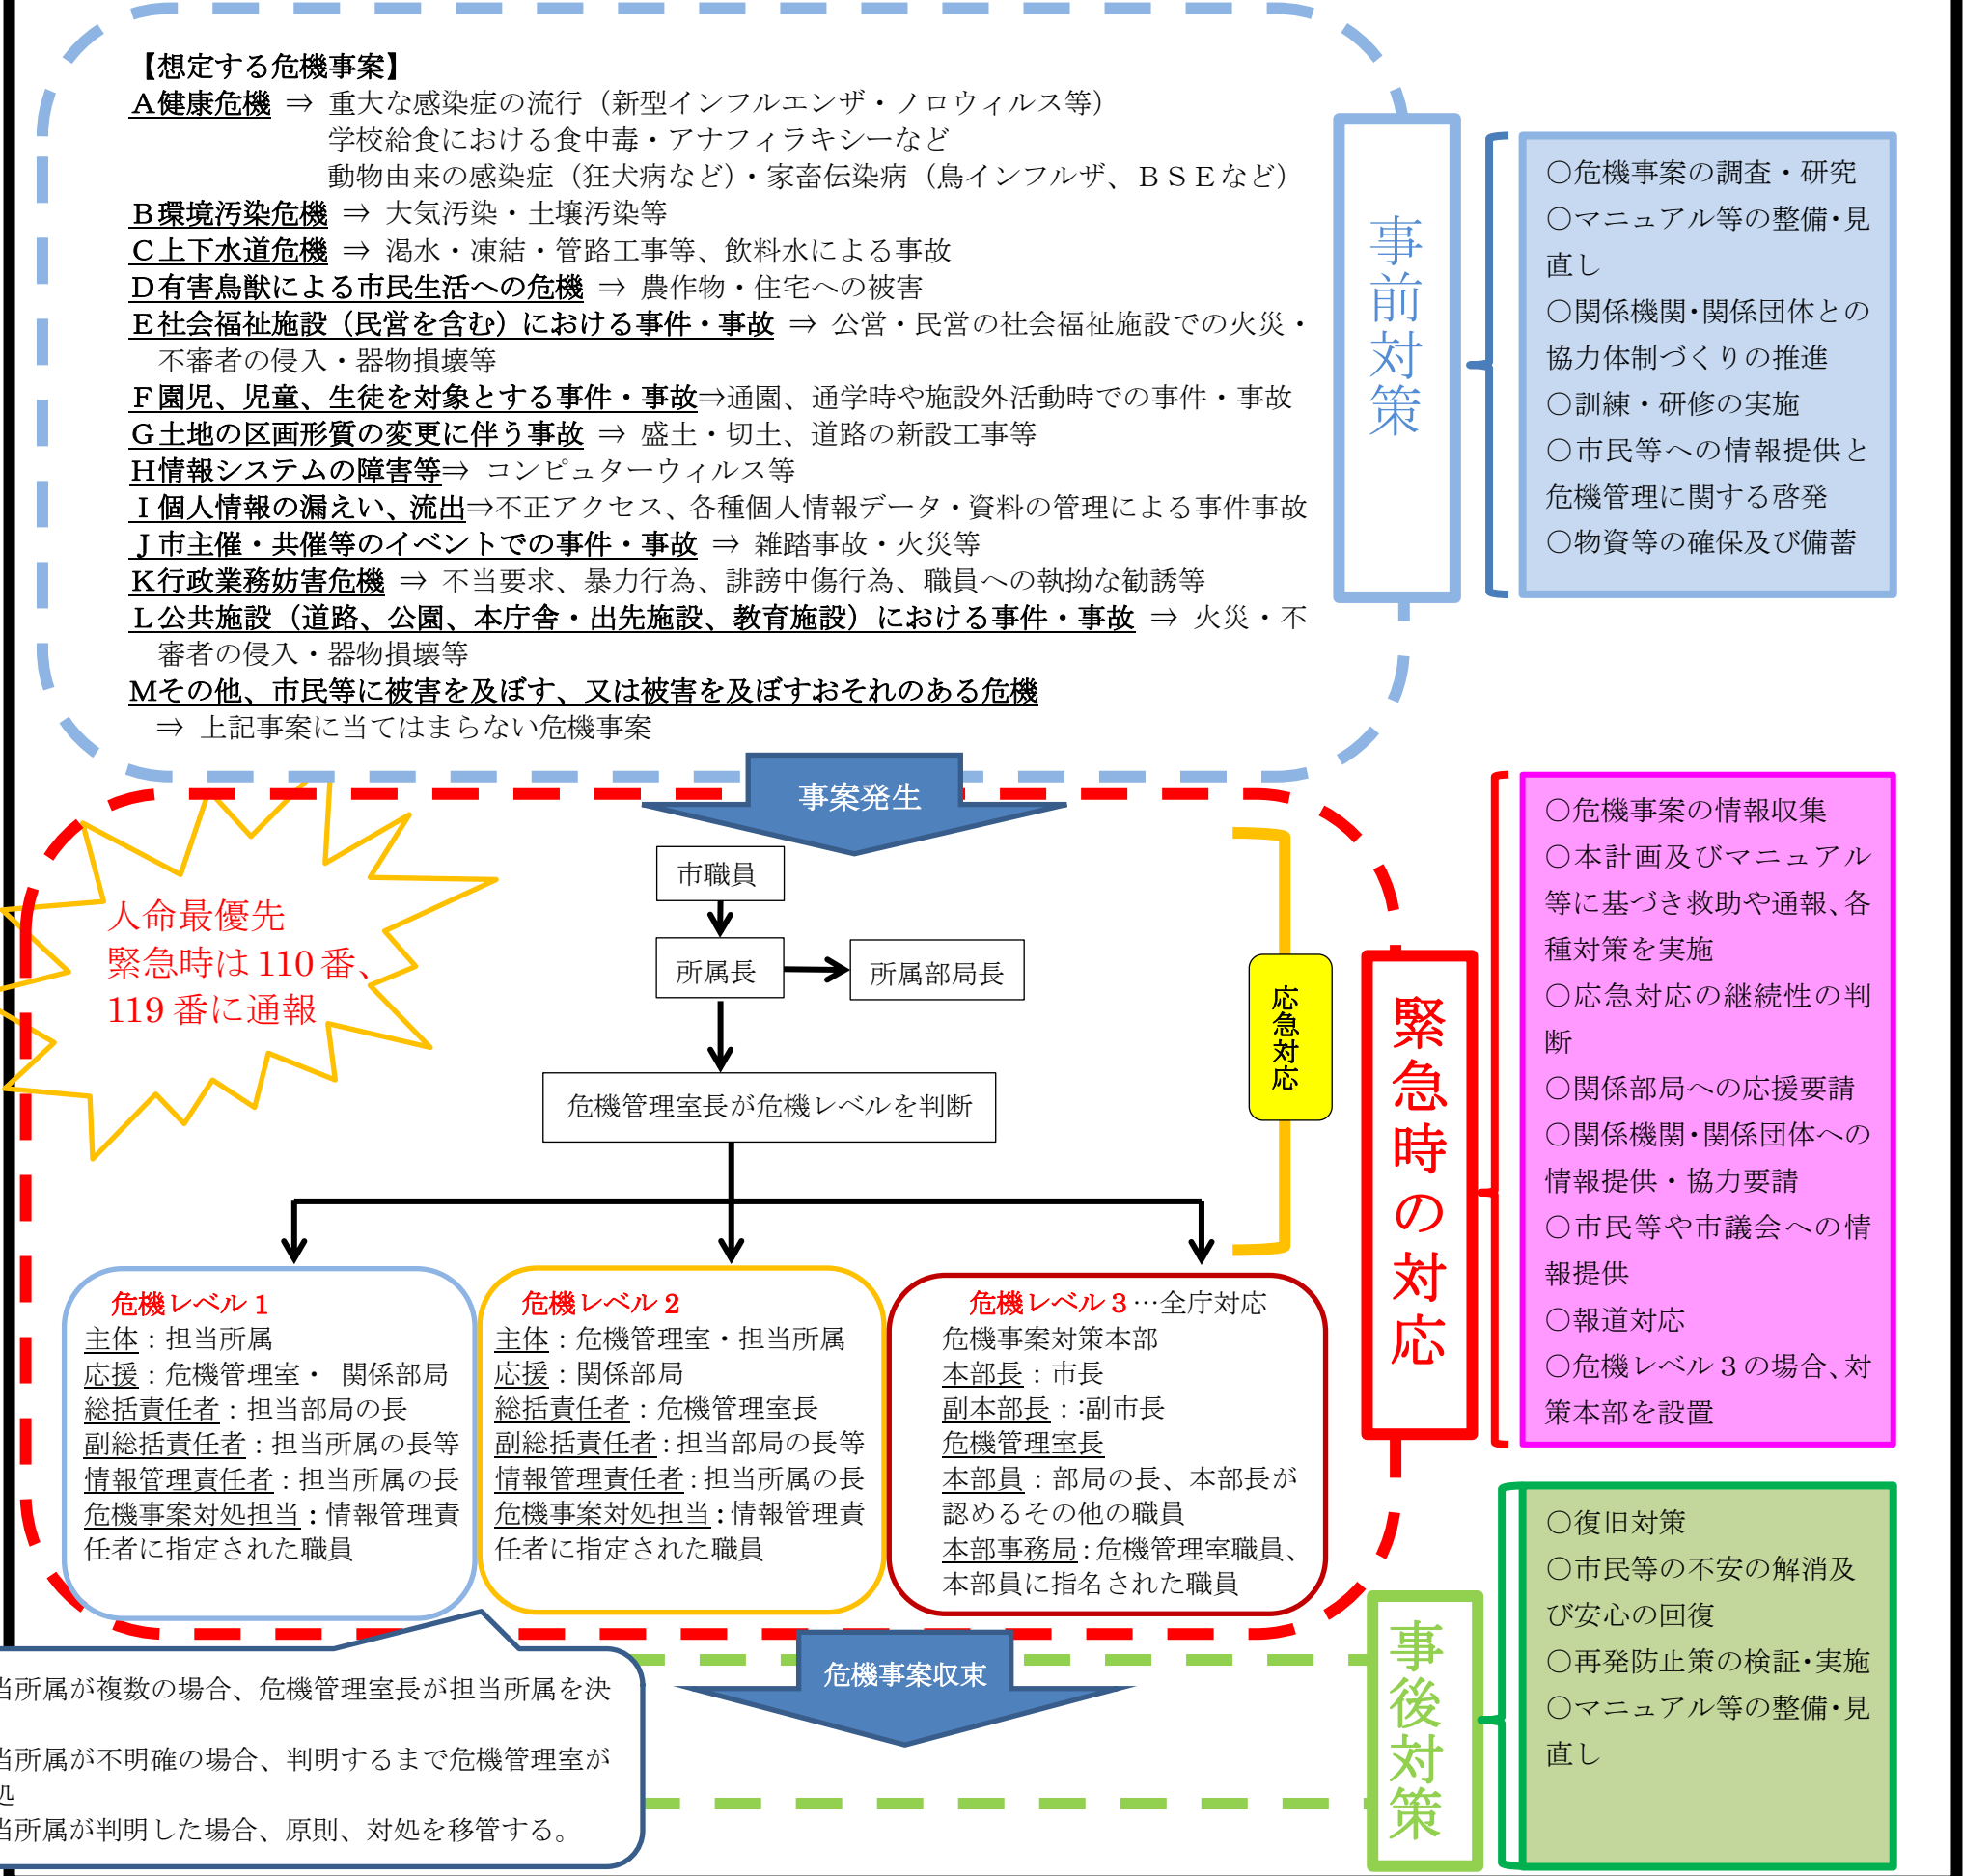 【想定する危機事案】
Ａ健康危機 ⇒ 重大な感染症の流行（新型インフルエンザ・ノロウィルス等）
学校給食における食中毒・アナフィラキシーなど
動物由来の感染症（狂犬病など）・家畜伝染病（鳥インフルザ、ＢＳＥなど）
Ｂ環境汚染危機 ⇒ 大気汚染・土壌汚染等
Ｃ上下水道危機 ⇒ 渇水・凍結・管路工事等、飲料水による事故
Ｄ有害鳥獣による市民生活への危機 ⇒ 農作物・住宅への被害
Ｅ社会福祉施設（民営を含む）における事件・事故 ⇒ 公営・民営の社会福祉施設での火災・
不審者の侵入・器物損壊等
Ｆ園児、児童、生徒を対象とする事件・事故⇒通園、通学時や施設外活動時での事件・事故
Ｇ土地の区画形質の変更に伴う事故 ⇒ 盛土・切土、道路の新設工事等
Ｈ情報システムの障害等⇒ コンピュターウィルス等
Ｉ個人情報の漏えい、流出⇒不正アクセス、各種個人情報データ・資料の管理による事件事故
Ｊ市主催・共催等のイベントでの事件・事故 ⇒ 雑踏事故・火災等
Ｋ行政業務妨害危機 ⇒ 不当要求、暴力行為、誹謗中傷行為、職員への執拗な勧誘等
Ｌ公共施設（道路、公園、本庁舎・出先施設、教育施設）における事件・事故 ⇒ 火災・不
審者の侵入・器物損壊等
Ｍその他、市民等に被害を及ぼす、又は被害を及ぼすおそれのある危機
⇒ 上記事案に当てはまらない危機事案
事前対策
○危機事案の調査・研究
○マニュアル等の整備・見
直し
○関係機関・関係団体との
協力体制づくりの推進
○訓練・研修の実施
○市民等への情報提供と
危機管理に関する啓発
○物資等の確保及び備蓄
事案発生
人命最優先
緊急時は 110 番、
119 番に通報
市職員
所属長
所属部局長
危機管理室長が危機レベルを判断
応急対応
緊急時の対応
○危機事案の情報収集
○本計画及びマニュアル
等に基づき救助や通報、各
種対策を実施
○応急対応の継続性の判
断
○関係部局への応援要請
○関係機関・関係団体への
情報提供・協力要請
○市民等や市議会への情
報提供
○報道対応
○危機レベル３の場合、対
策本部を設置
危機レベル１
主体：担当所属
応援：危機管理室・ 関係部局
総括責任者：担当部局の長
副総括責任者：担当所属の長等
情報管理責任者：担当所属の長
危機事案対処担当：情報管理責
任者に指定された職員
危機レベル２
主体：危機管理室・担当所属
応援：関係部局
総括責任者：危機管理室長
副総括責任者：担当部局の長等
情報管理責任者：担当所属の長
危機事案対処担当：情報管理責
任者に指定された職員
危機レベル３…全庁対応
危機事案対策本部
本部長：市長
副本部長：:副市長
危機管理室長
本部員：部局の長、本部長が
認めるその他の職員
本部事務局：危機管理室職員、
本部員に指名された職員
当所属が複数の場合、危機管理室長が担当所属を決
当所属が不明確の場合、判明するまで危機管理室が
処
当所属が判明した場合、原則、対処を移管する。
危機事案収束
事後対策
○復旧対策
○市民等の不安の解消及
び安心の回復
○再発防止策の検証・実施
○マニュアル等の整備・見
直し